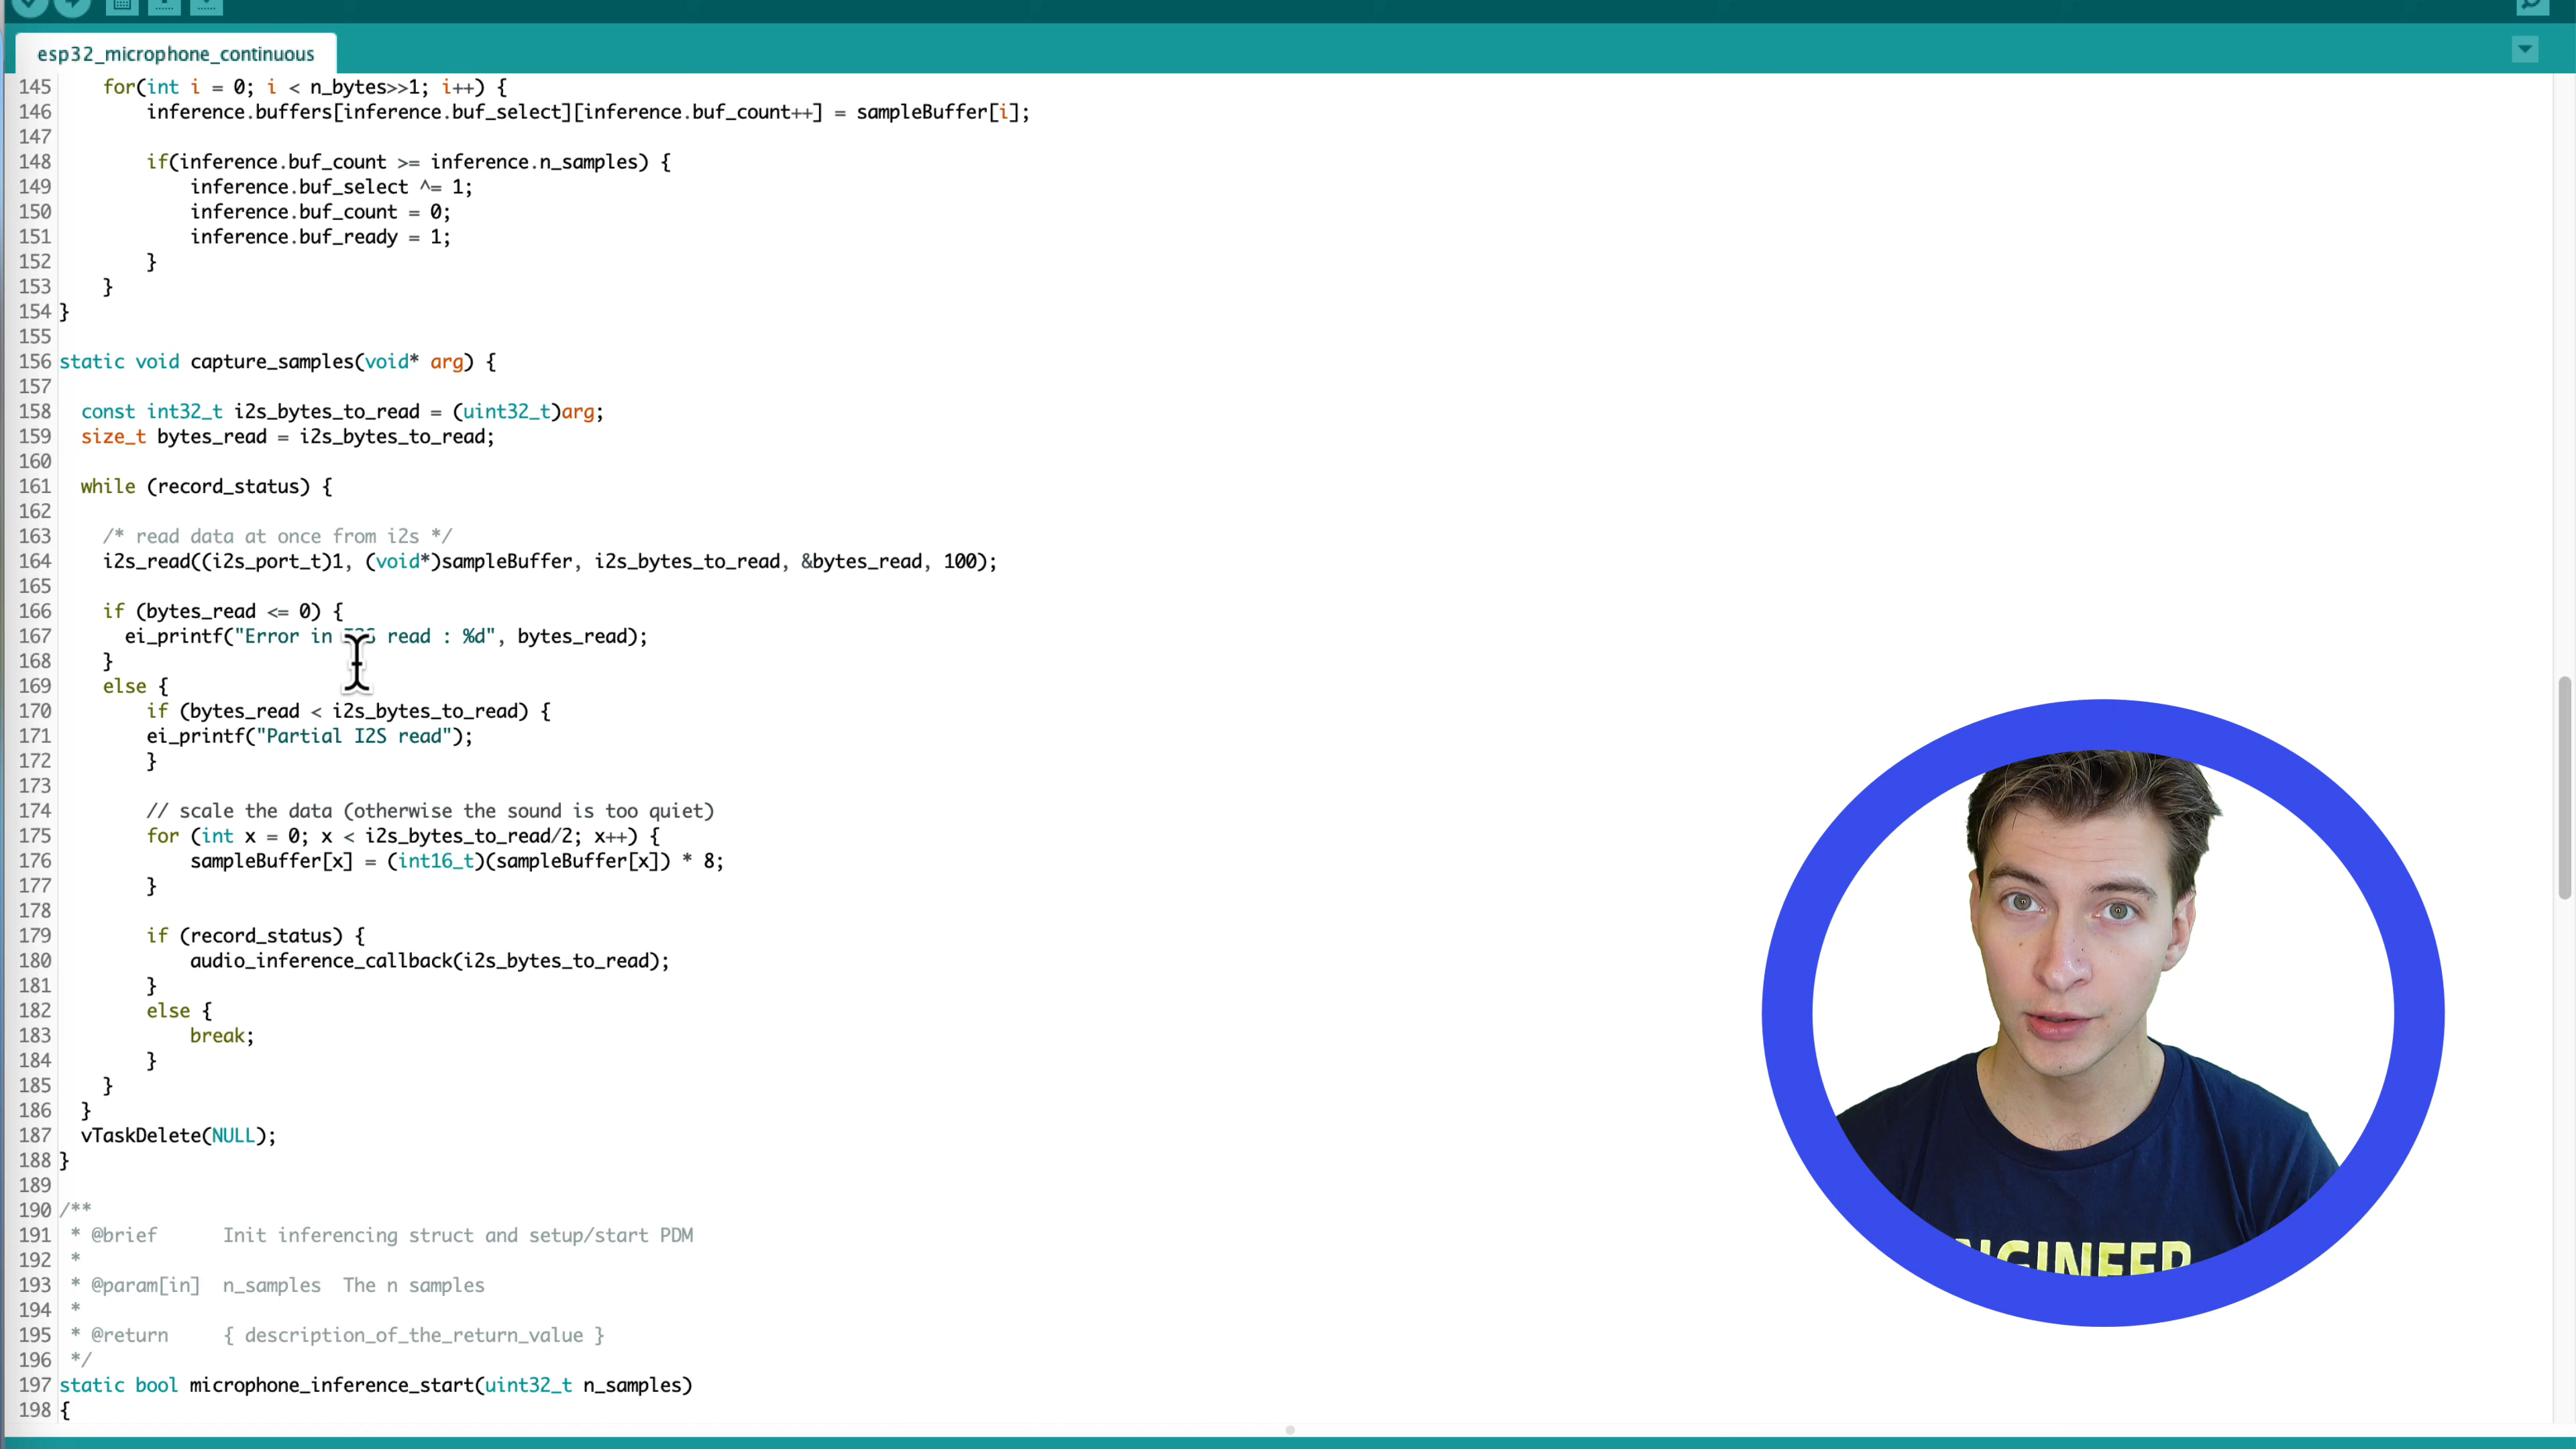 esp32_microphone_continuous
145 for(int i = 0; i < n_bytes>>1; i++) {
146 inference.buffers[inference.buf_select][inference.buf_count++] = sampleBuffer[i];
147
148 if(inference.buf_count >= inference.n_samples) {
149 inference.buf_select ^= 1;
150 inference.buf_count = 0;
151 inference.buf_ready = 1;
152 }
153 }
154 }
155
156 static void capture_samples(void* arg) {
157
158 const int32_t i2s_bytes_to_read = (uint32_t)arg;
159 size_t bytes_read = i2s_bytes_to_read;
160
161 while (record_status) {
162
163 /* read data at once from i2s */
164 i2s_read((i2s_port_t)1, (void*)sampleBuffer, i2s_bytes_to_read, &bytes_read, 100);
165
166 if (bytes_read <= 0) {
167 ei_printf("Error in I2S read : %d", bytes_read);
168 }
169 else {
170 if (bytes_read < i2s_bytes_to_read) {
171 ei_printf("Partial I2S read");
172 }
173
174 // scale the data (otherwise the sound is too quiet)
175 for (int x = 0; x < i2s_bytes_to_read/2; x++) {
176 sampleBuffer[x] = (int16_t)(sampleBuffer[x]) * 8;
177 }
178
179 if (record_status) {
180 audio_inference_callback(i2s_bytes_to_read);
181 }
182 else {
183 break;
184 }
185 }
186 }
187 vTaskDelete(NULL);
188 }
189
190 /**
191 * @brief Init inferencing struct and setup/start PDM
192 *
193 * @param[in] n_samples The n samples
194 *
195 * @return { description_of_the_return_value }
196 */
197 static bool microphone_inference_start(uint32_t n_samples)
198 {
ENGINEER